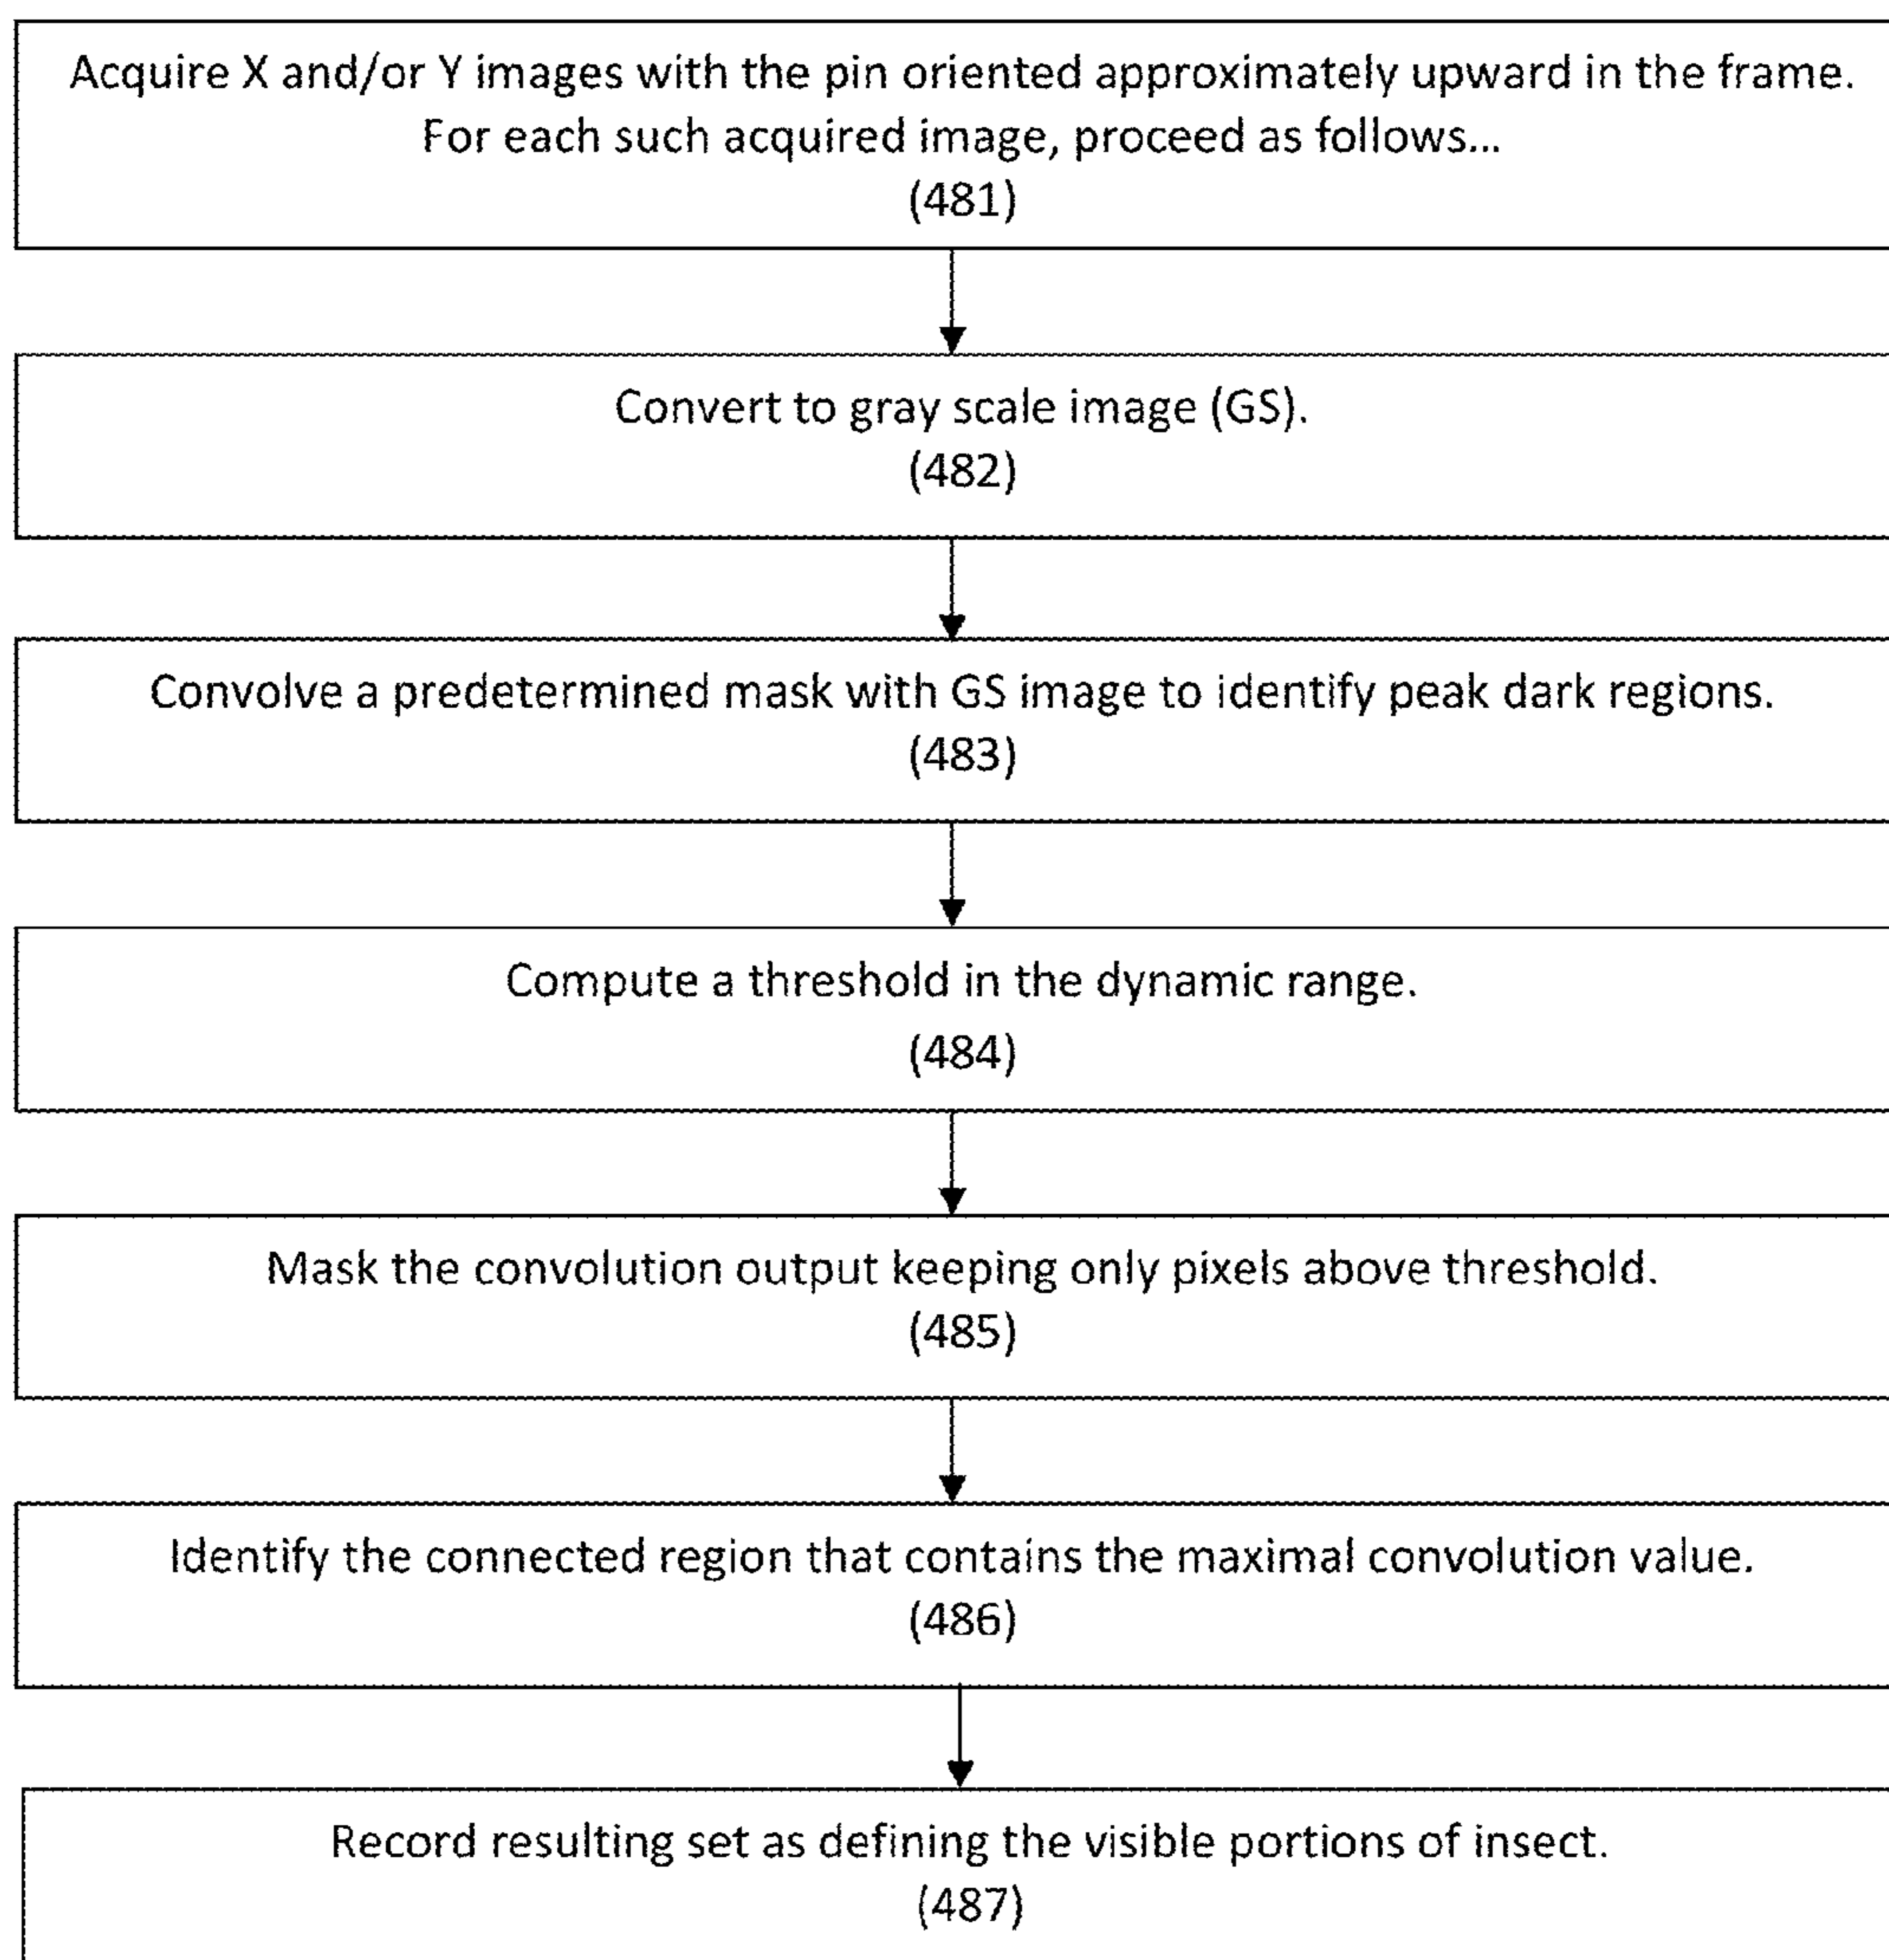 Acquire X and/or Y images with the pin oriented approximately upward in the frame.
For each such acquired image, proceed as follows...
(481)
Convert to gray scale image (GS).
(482)
Convolve a predetermined mask with GS image to identify peak dark regions.
(483)
Compute a threshold in the dynamic range.
(484)
Mask the convolution output keeping only pixels above threshold.
(485)
Identify the connected region that contains the maximal convolution value.
(486)
Record resulting set as defining the visible portions of insect.
(487)